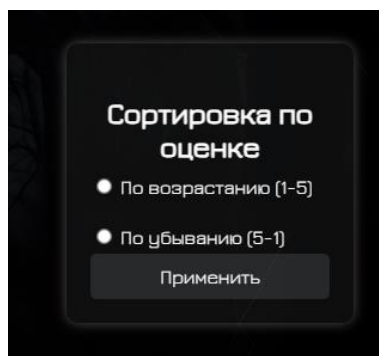 Сортировка по
оценке
По возрастанию (1-5)
По убыванию (5-1)
Применить